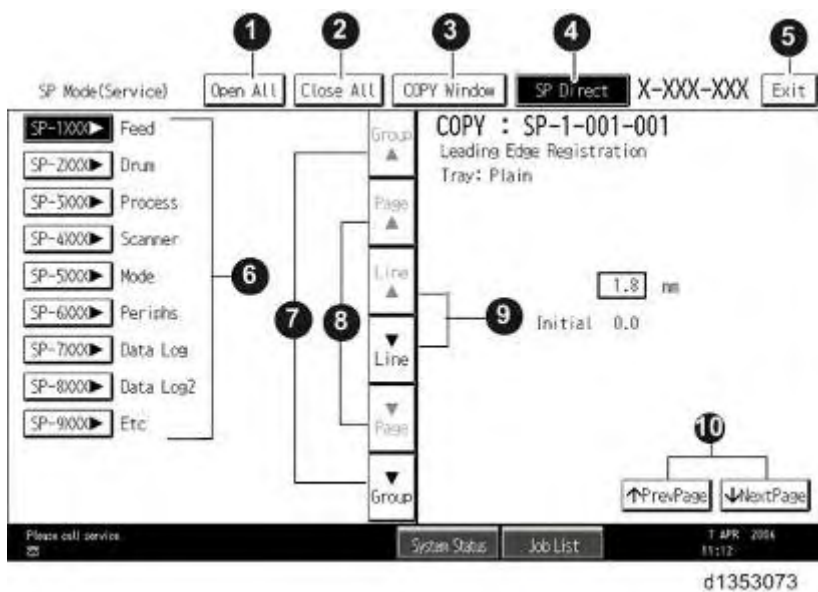 1 2 3 4 5
SP Mode(Service) Open All Close All COPY Window SP Direct X-XXX-XXX Exit
SP-1XXX▶ Feed
SP-2XXX▶ Drum
SP-3XXX▶ Process
SP-4XXX▶ Scanner
SP-5XXX▶ Mode
SP-6XXX▶ Periphs
SP-7XXX▶ Data Log
SP-8XXX▶ Data Log2
SP-9XXX▶ Etc
6
7
8
Group ▲
Page ▲
Line ▲
▼ Line
▼ Page
▼ Group
9
COPY : SP-1-001-001
Leading Edge Registration
Tray: Plain
1.8 mm
Initial 0.0
10
↑PrevPage ↓NextPage
Please call service.
System Status Job List
7 APR 2006
11:12
d1353073